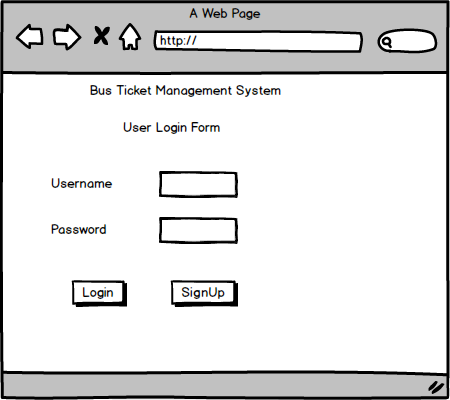 A Web Page
http://
Bus Ticket Management System
User Login Form
Username
Password
Login SignUp